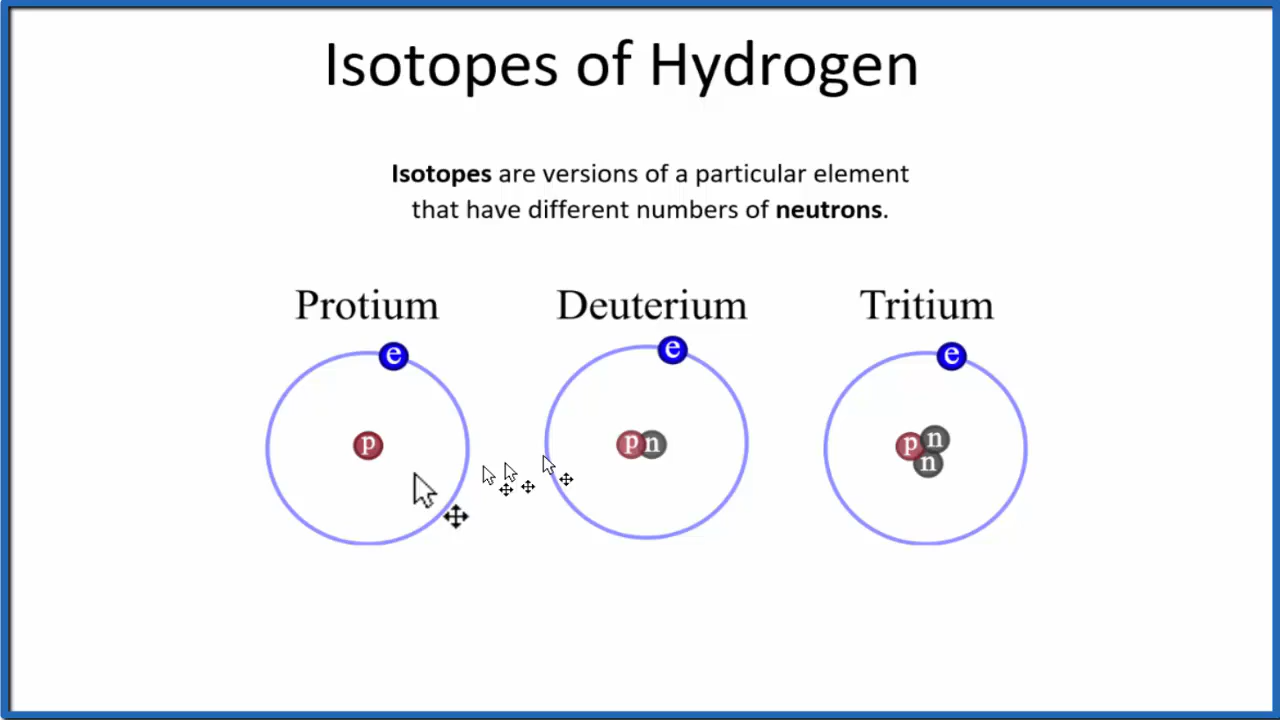 Isotopes of Hydrogen
Isotopes are versions of a particular element
that have different numbers of neutrons.
Protium Deuterium Tritium
e e e
p p n p n
n